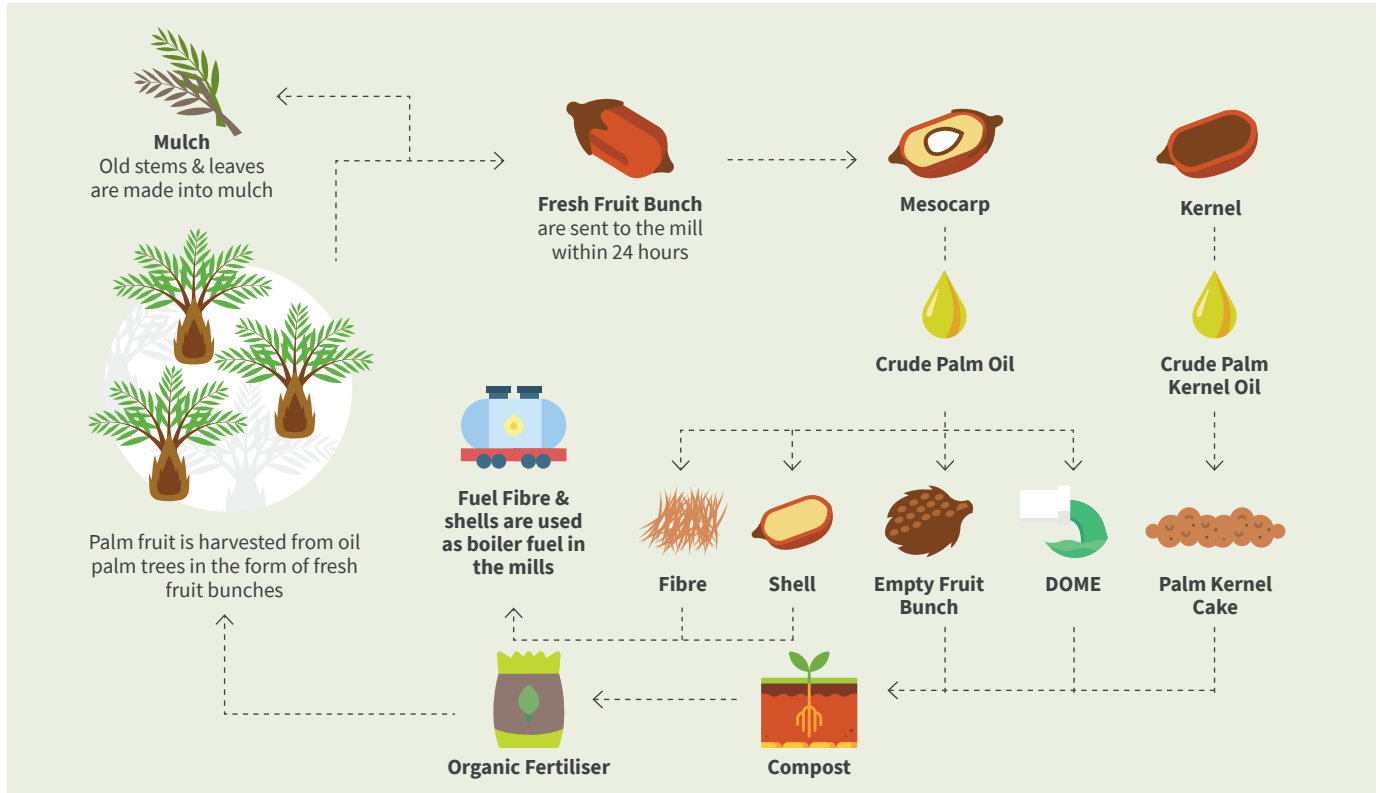 Mulch
Old stems & leaves
are made into mulch
Fresh Fruit Bunch
are sent to the mill
within 24 hours
Mesocarp
Kernel
Crude Palm Oil
Crude Palm
Kernel Oil
Palm fruit is harvested from oil
palm trees in the form of fresh
fruit bunches
Fuel Fibre &
shells are used
as boiler fuel in
the mills
Fibre
Shell
Empty Fruit
Bunch
DOME
Palm Kernel
Cake
Organic Fertiliser
Compost